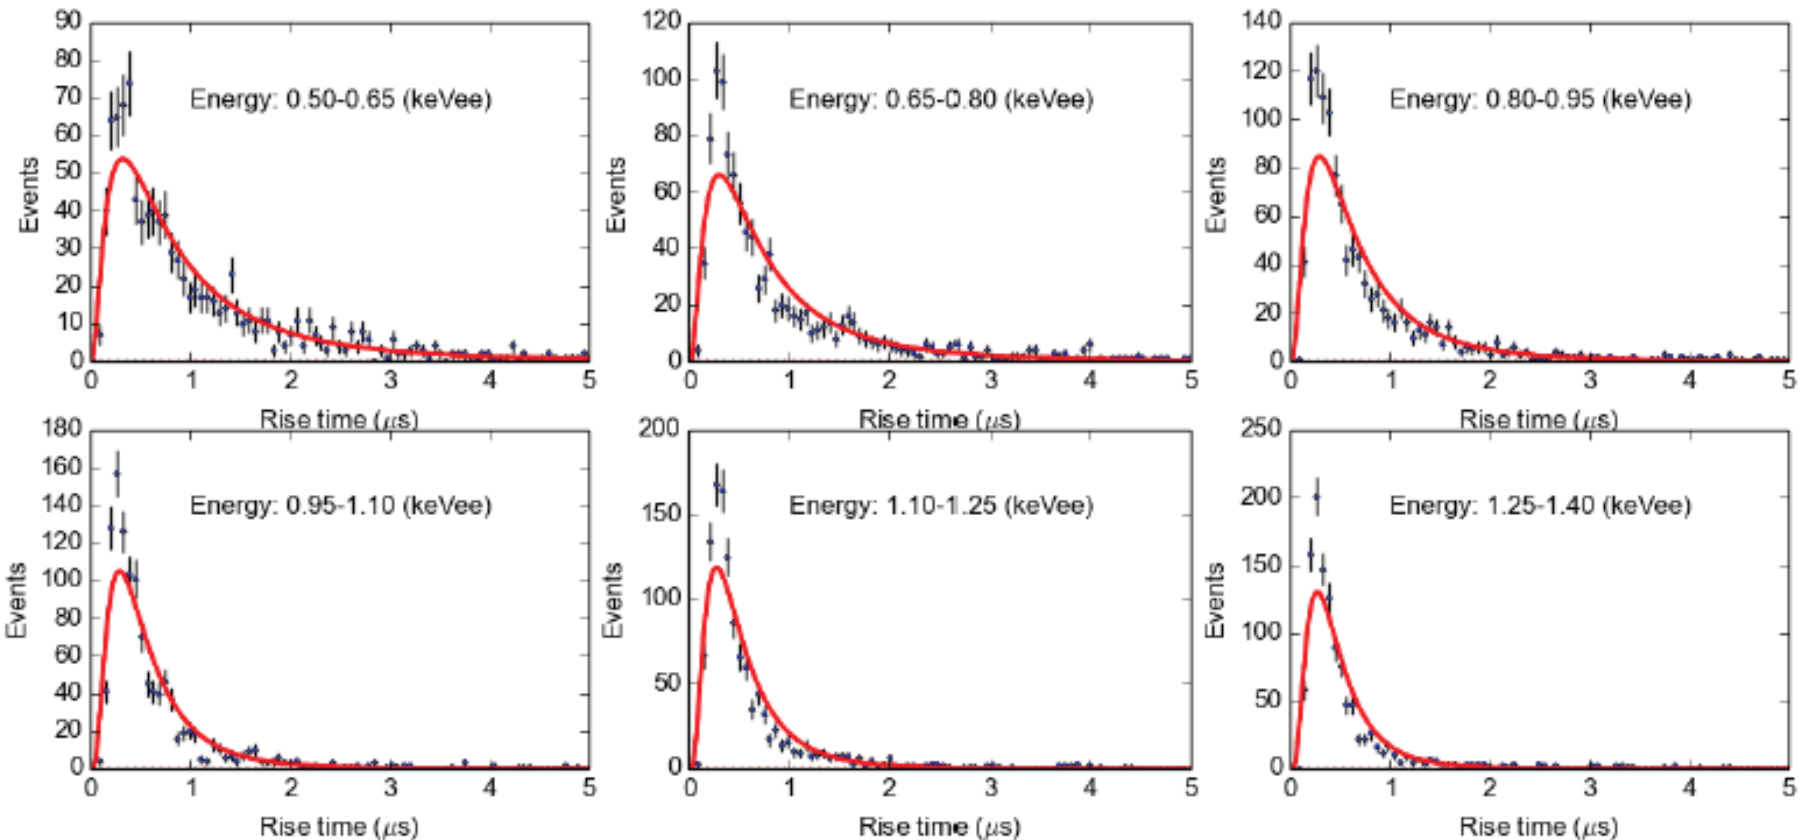 90
80
70
60
50
40
30
20
10
0
Events
Energy: 0.50-0.65 (keVee)
0 1 2 3 4 5
Rise time (μs)
120
100
80
60
40
20
0
Events
Energy: 0.65-0.80 (keVee)
0 1 2 3 4 5
Rise time (μs)
140
120
100
80
60
40
20
0
Events
Energy: 0.80-0.95 (keVee)
0 1 2 3 4 5
Rise time (μs)
180
160
140
120
100
80
60
40
20
0
Events
Energy: 0.95-1.10 (keVee)
0 1 2 3 4 5
Rise time (μs)
200
150
100
50
0
Events
Energy: 1.10-1.25 (keVee)
0 1 2 3 4 5
Rise time (μs)
250
200
150
100
50
0
Events
Energy: 1.25-1.40 (keVee)
0 1 2 3 4 5
Rise time (μs)